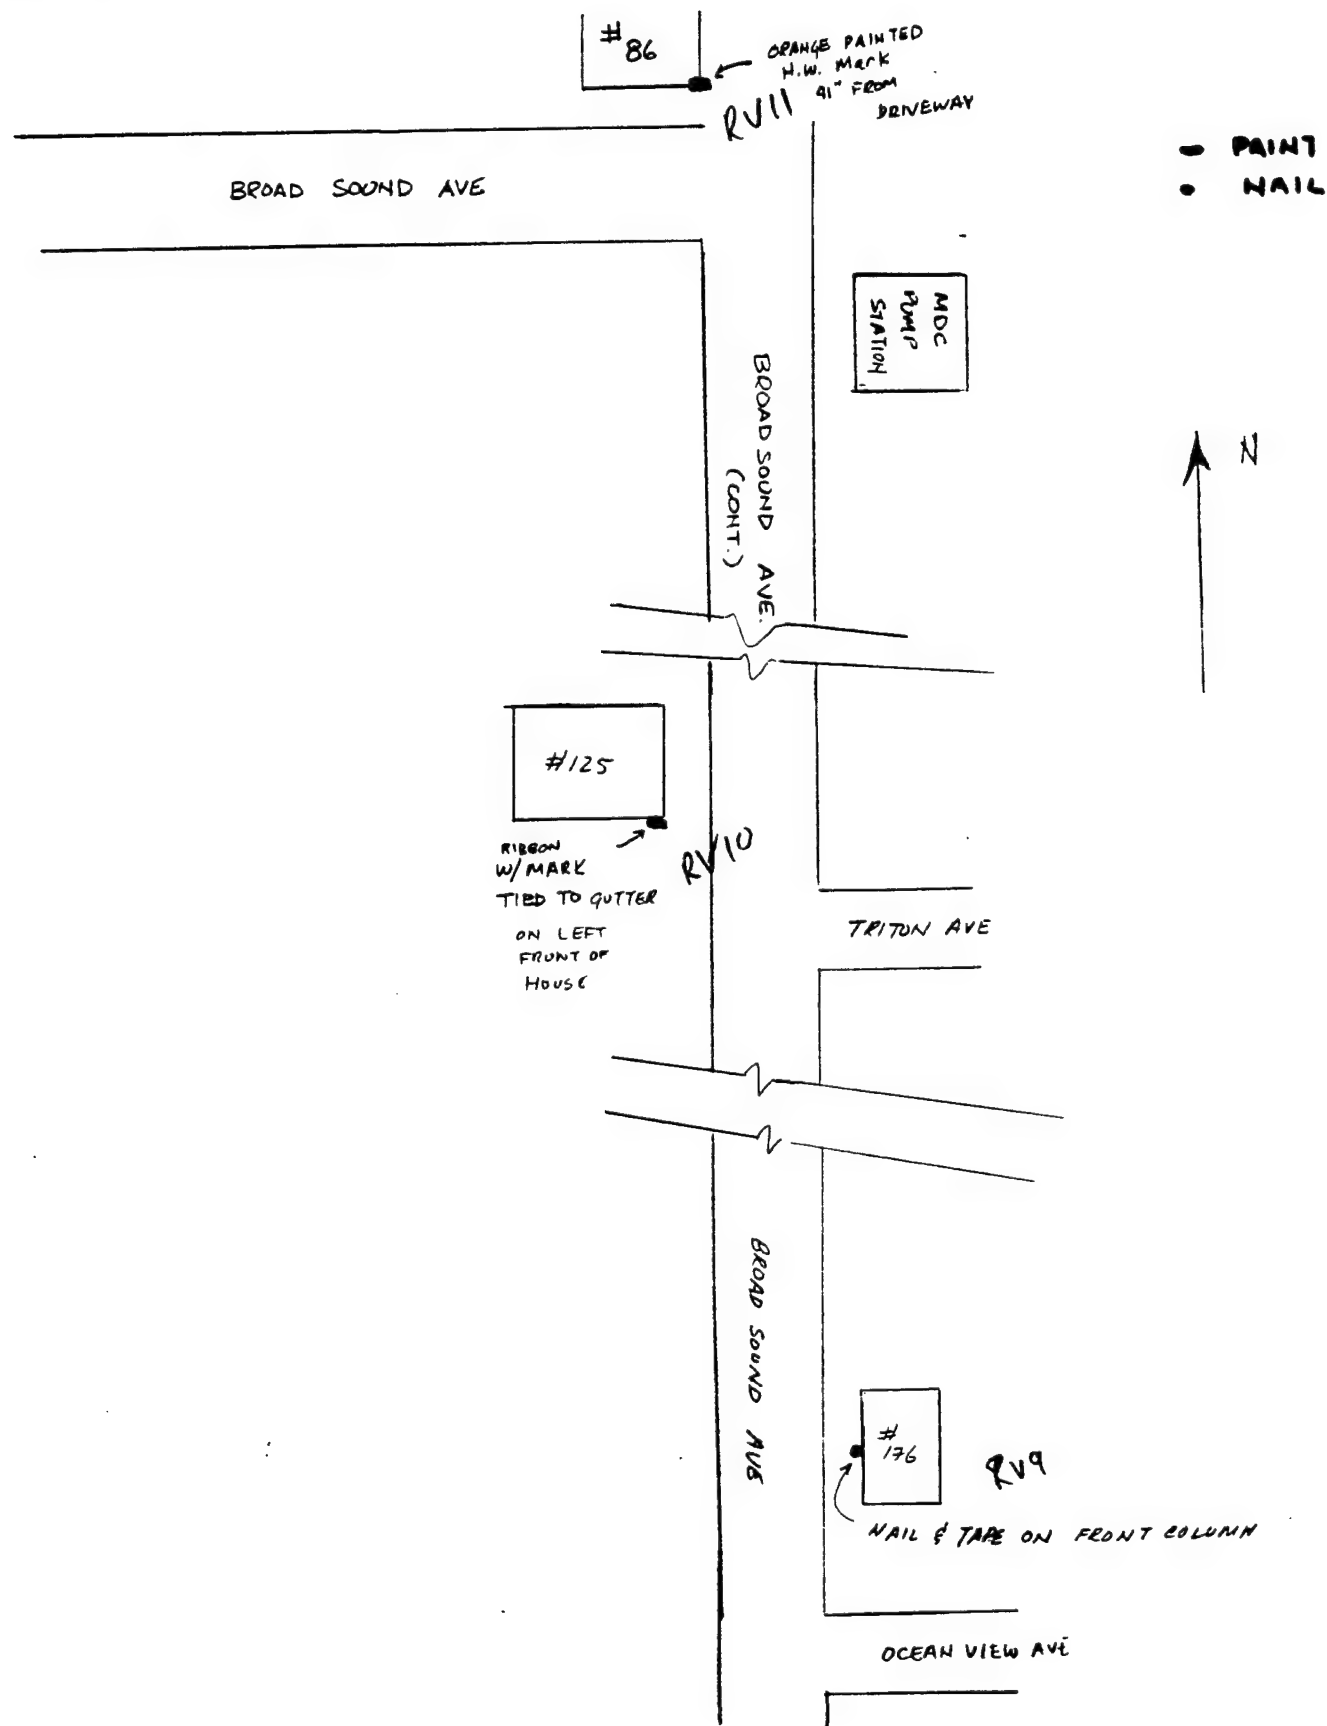 #
86
ORANGE PAINTED
H.W. Mark
41" FROM
DRIVEWAY
RV11
PAINT
NAIL
BROAD SOUND AVE
MDC
PUMP
STATION
BROAD SOUND AVE.
(CONT.)
N
#125
RIBBON
W/ MARK
TIED TO GUTTER
ON LEFT
FRONT OF
HOUSE
RV10
TRITON AVE
BROAD SOUND AVE
#
176
RV9
NAIL & TAPE ON FRONT COLUMN
OCEAN VIEW AVE